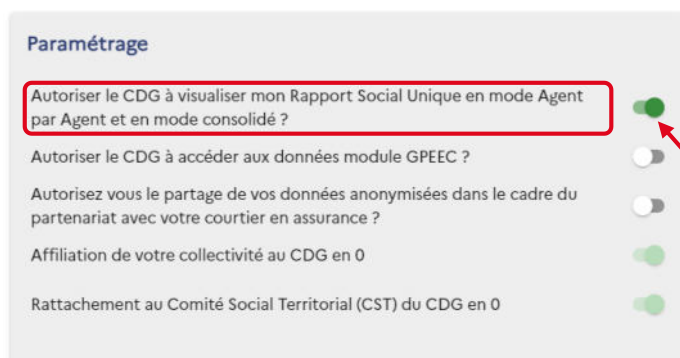 Paramétrage
Autoriser le CDG à visualiser mon Rapport Social Unique en mode Agent
par Agent et en mode consolidé ?
Autoriser le CDG à accéder aux données module GPEEC ?
Autorisez vous le partage de vos données anonymisées dans le cadre du
partenariat avec votre courtier en assurance ?
Affiliation de votre collectivité au CDG en 0
Rattachement au Comité Social Territorial (CST) du CDG en 0